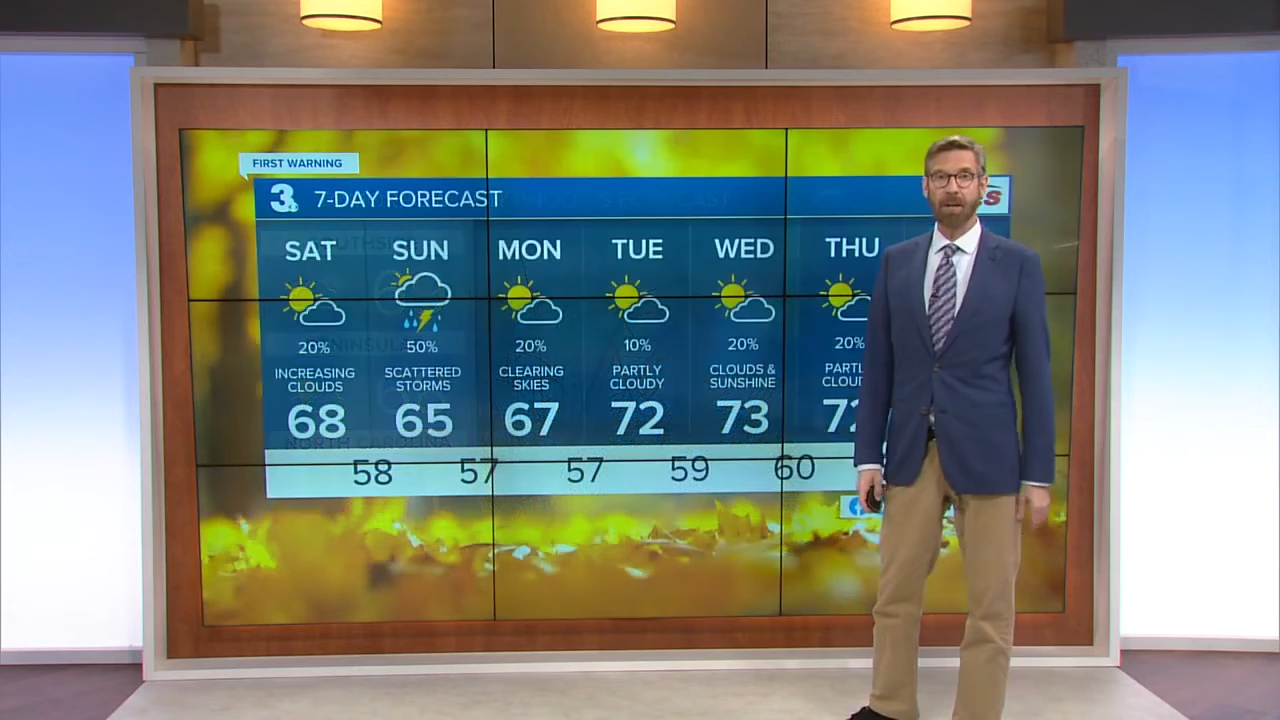 FIRST WARNING
3 7-DAY FORECAST
SAT SUN MON TUE WED THU
20% 50% 20% 10% 20% 20%
INCREASING SCATTERED CLEARING PARTLY CLOUDS &
CLOUDS STORMS SKIES CLOUDY SUNSHINE
68 65 67 72 73
58 57 57 59 60